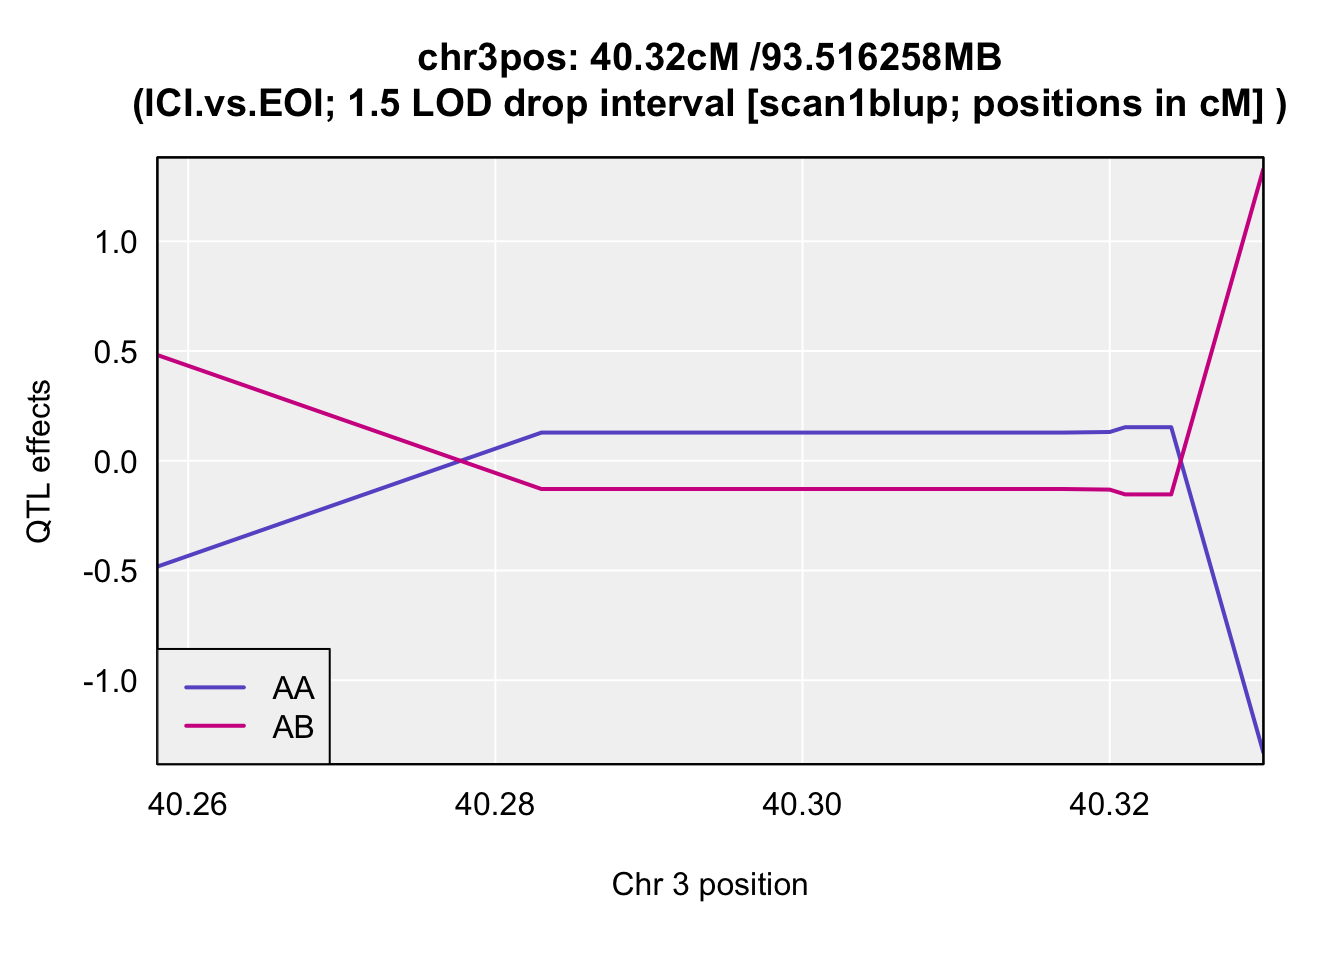 chr3pos: 40.32cM /93.516258MB
(ICI.vs.EOI; 1.5 LOD drop interval [scan1blup; positions in cM] )
1.0
0.5
0.0
-0.5
-1.0
QTL effects
AA
AB
40.26
40.28
40.30
40.32
Chr 3 position